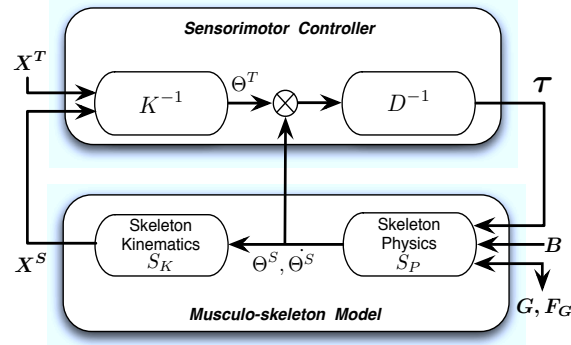 Sensorimotor Controller
X^T
Θ^T
τ
K^{-1}
D^{-1}
Skeleton
Kinematics
S_K
Skeleton
Physics
S_P
X^S
Θ^S, Θ̇^S
B
G, F_G
Musculo-skeleton Model